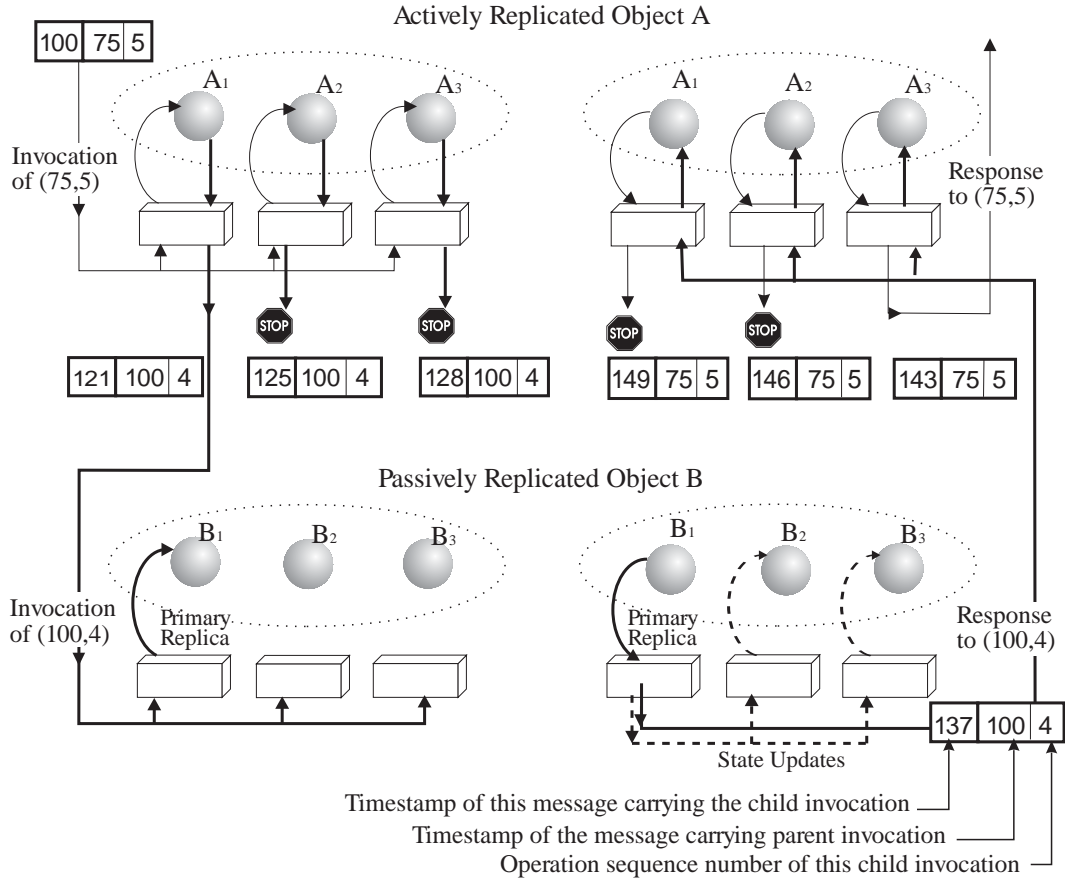 Actively Replicated Object A
100 75 5
A1
A2
A3
A1
A2
A3
Invocation
of (75,5)
Response
to (75,5)
STOP
STOP
STOP
STOP
121 100 4
125 100 4
128 100 4
149 75 5
146 75 5
143 75 5
Passively Replicated Object B
B1
B2
B3
B1
B2
B3
Invocation
of (100,4)
Primary
Replica
Primary
Replica
Response
to (100,4)
137 100 4
State Updates
Timestamp of this message carrying the child invocation
Timestamp of the message carrying parent invocation
Operation sequence number of this child invocation